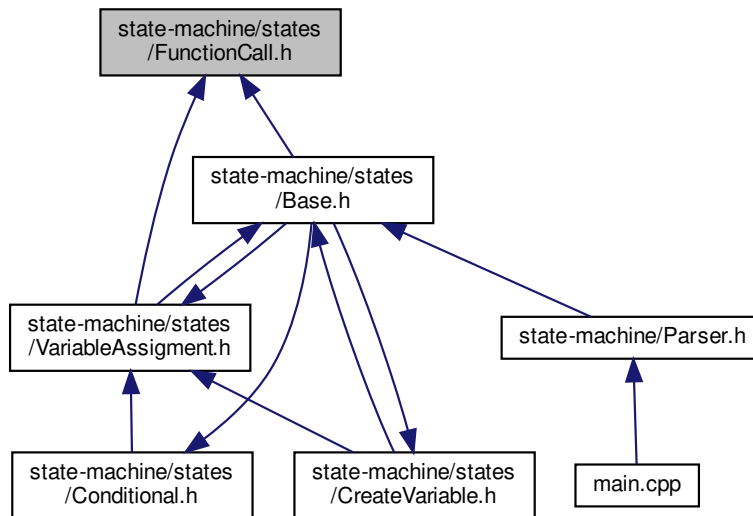 state-machine/states
/FunctionCall.h
state-machine/states
/Base.h
state-machine/states
/VariableAssigment.h
state-machine/Parser.h
state-machine/states
/Conditional.h
state-machine/states
/CreateVariable.h
main.cpp